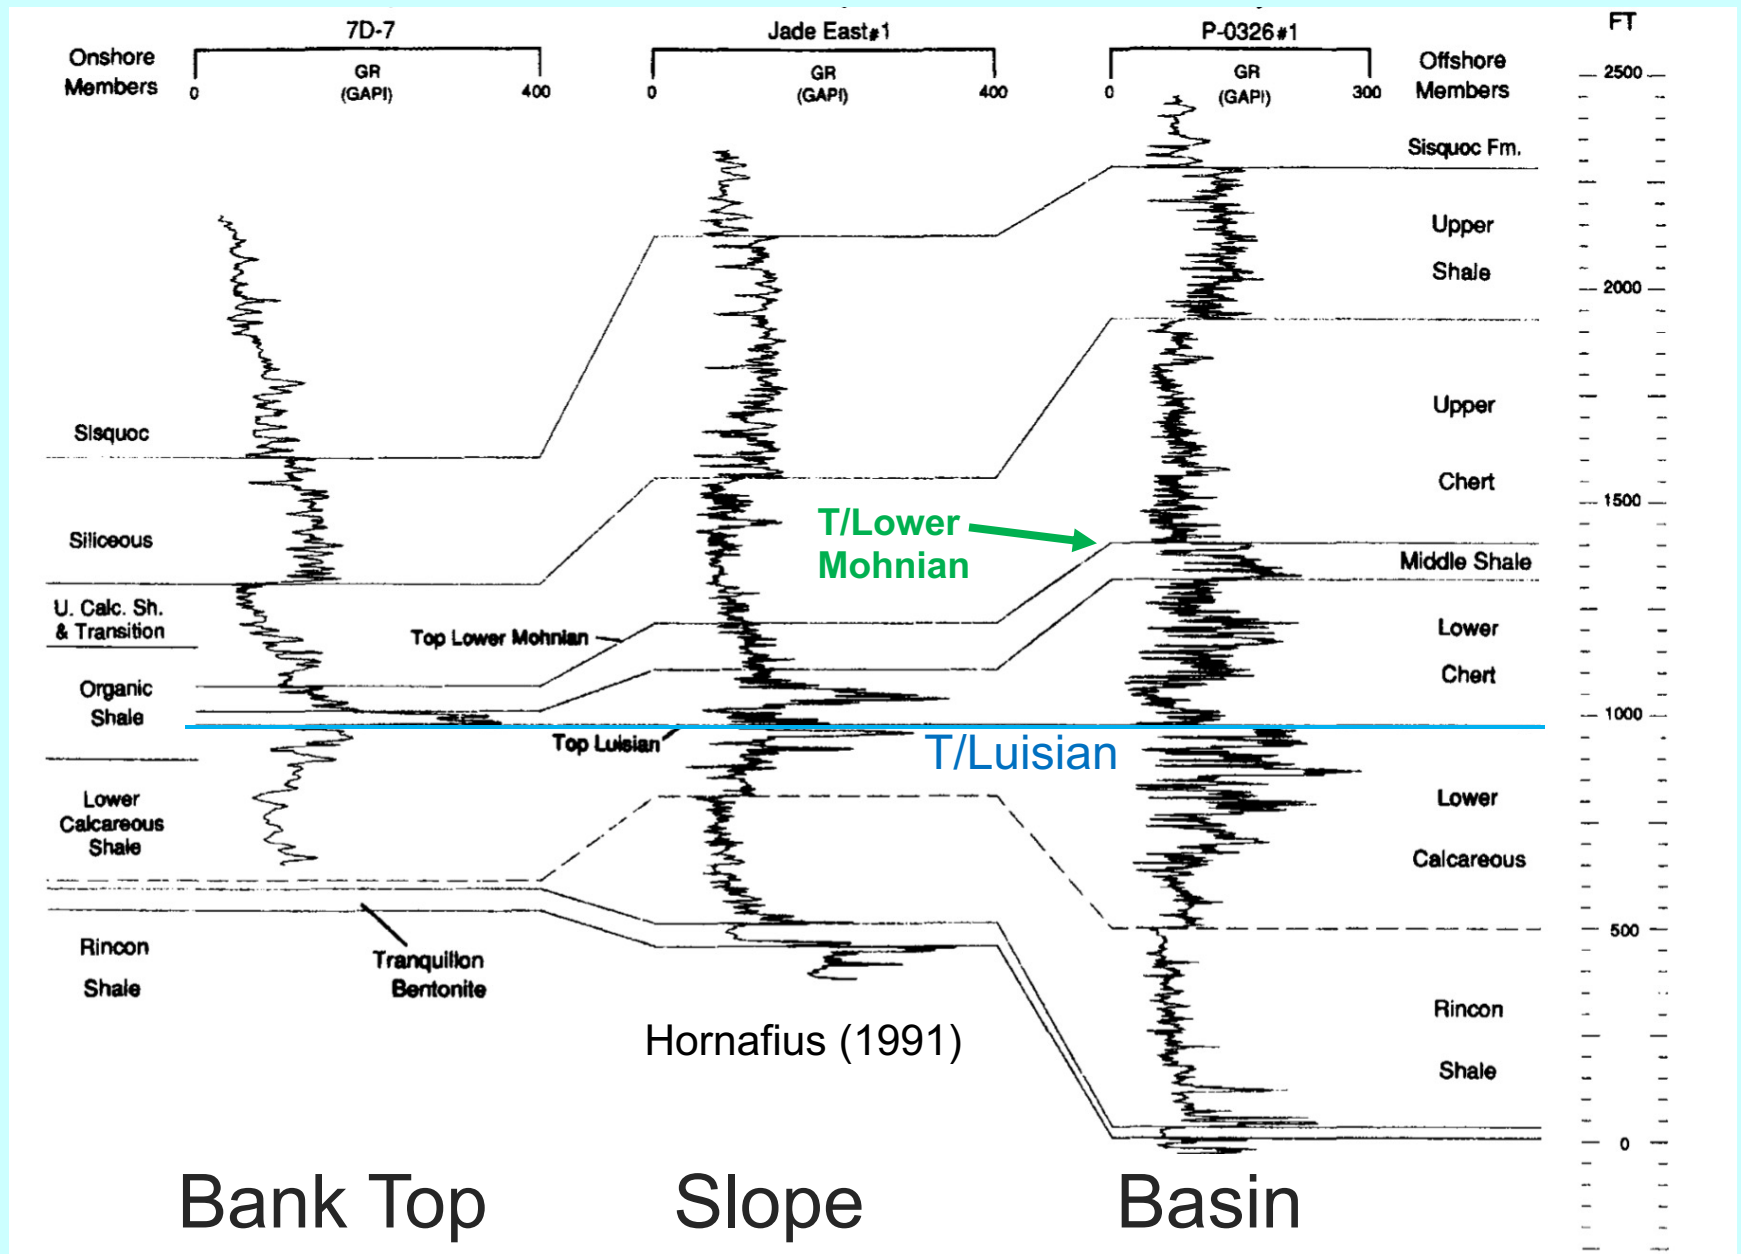 7D-7
Jade East#1
P-0326#1
FT
Onshore
Members
GR
(GAPI)
0
400
GR
(GAPI)
0
400
GR
(GAPI)
0
300
Offshore
Members
2500
Sisquoc Fm.
Upper
Shale
2000
Upper
Chert
1500
Sisquoc
Siliceous
T/Lower
Mohnian
Middle Shale
U. Calc. Sh.
& Transition
Top Lower Mohnian
Lower
Chert
Organic
Shale
1000
Top Luisian
T/Luisian
Lower
Calcareous
Shale
Lower
Calcareous
500
Rincon
Shale
Tranquillon
Bentonite
Rincon
Shale
Hornafius (1991)
0
Bank Top
Slope
Basin